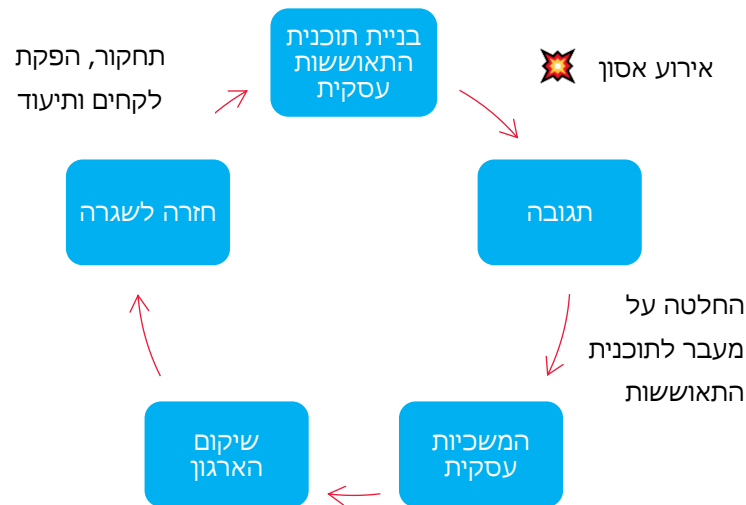 בניית תוכנית
התאוששות
עסקית
אירוע אסון
תגובה
החלטה על
מעבר לתוכנית
התאוששות
המשכיות
עסקית
שיקום
הארגון
חזרה לשגרה
תחקור, הפקת
לקחים ותיעוד